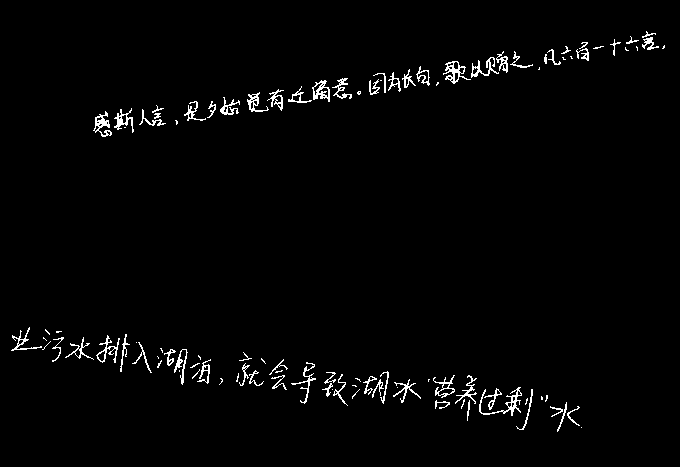 感斯人言，是夕始觉有迁谪意。因为长句，歌以赠之，凡六百一十六言，
业污水排入湖泊，就会导致湖水“营养过剩”水